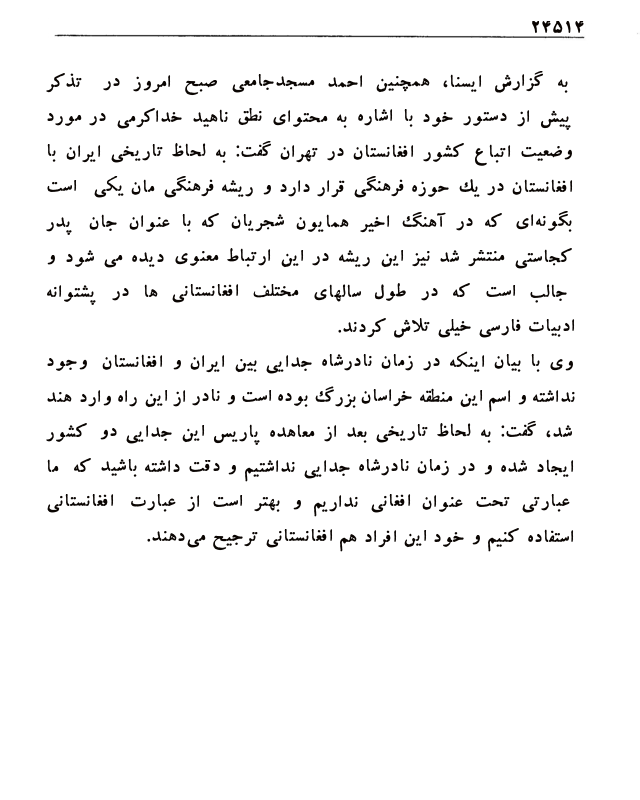 ۲۴۵۱۴
به گزارش ایسنا، همچنین احمد مسجدجامعی صبح امروز در تذکر
پیش از دستور خود با اشاره به محتوای نطق ناهید خداکرمی در مورد
وضعیت اتباع کشور افغانستان در تهران گفت: به لحاظ تاریخی ایران با
افغانستان در یك حوزه فرهنگی قرار دارد و ریشه فرهنگی مان یکی است
بگونه‌ای که در آهنگ اخیر همایون شجریان که با عنوان جان پدر
کجاستی منتشر شد نیز این ریشه در این ارتباط معنوی دیده می شود و
جالب است که در طول سالهای مختلف افغانستانی ها در پشتوانه
ادبیات فارسی خیلی تلاش کردند.
وی با بیان اینکه در زمان نادرشاه جدایی بین ایران و افغانستان وجود
نداشته و اسم این منطقه خراسان بزرگ بوده است و نادر از این راه وارد هند
شد، گفت: به لحاظ تاریخی بعد از معاهده پاریس این جدایی دو کشور
ایجاد شده و در زمان نادرشاه جدایی نداشتیم و دقت داشته باشید که ما
عبارتی تحت عنوان افغانی نداریم و بهتر است از عبارت افغانستانی
استفاده کنیم و خود این افراد هم افغانستانی ترجیح می‌دهند.